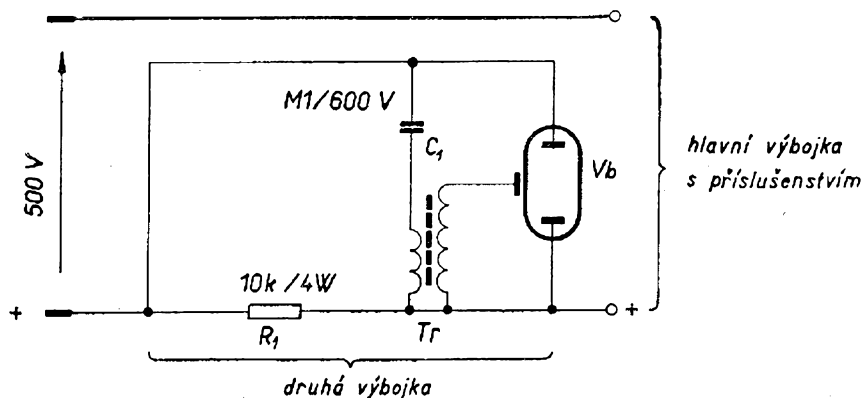 M1/600 V
C₁
Vb
500 V
hlavní výbojka
s příslušenstvím
10k/4W
+
+
R₁
Tr
druhá výbojka